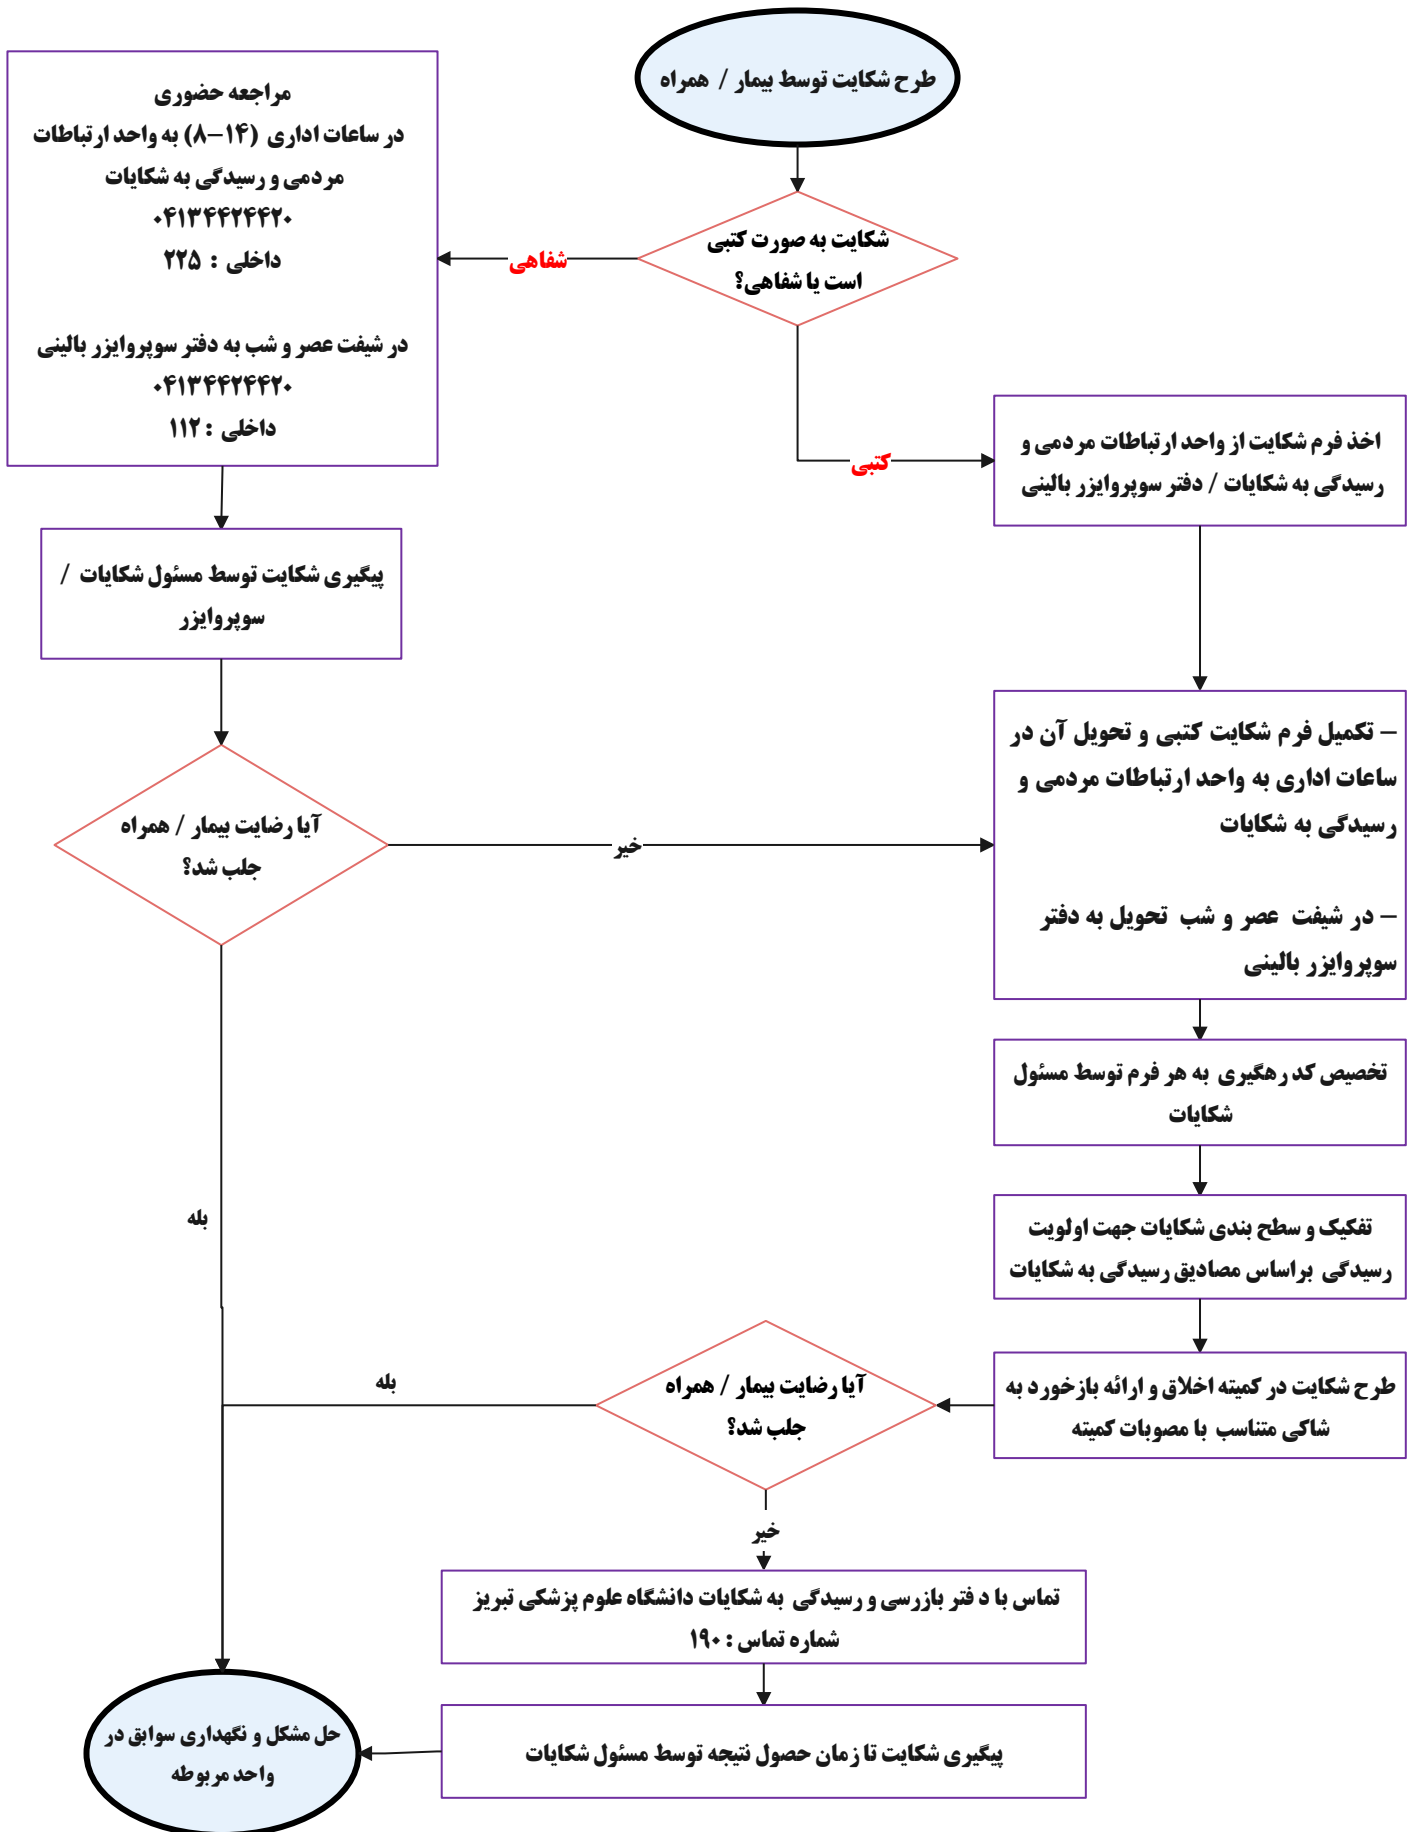 طرح شکایت توسط بیمار / همراه
شکایت به صورت کتبی
است یا شفاهی؟
شفاهی
کتبی
مراجعه حضوری
در ساعات اداری (۱۴-۸) به واحد ارتباطات
مردمی و رسیدگی به شکایات
۰۴۱۳۴۴۲۴۴۲۰
داخلی : ۲۲۵
در شیفت عصر و شب به دفتر سوپروایزر بالینی
۰۴۱۳۴۴۲۴۴۲۰
داخلی : ۱۱۲
پیگیری شکایت توسط مسئول شکایات /
سوپروایزر
آیا رضایت بیمار / همراه
جلب شد؟
خیر
بله
اخذ فرم شکایت از واحد ارتباطات مردمی و
رسیدگی به شکایات / دفتر سوپروایزر بالینی
– تکمیل فرم شکایت کتبی و تحویل آن در
ساعات اداری به واحد ارتباطات مردمی و
رسیدگی به شکایات
– در شیفت عصر و شب تحویل به دفتر
سوپروایزر بالینی
تخصیص کد رهگیری به هر فرم توسط مسئول
شکایات
تفکیک و سطح بندی شکایات جهت اولویت
رسیدگی براساس مصادیق رسیدگی به شکایات
طرح شکایت در کمیته اخلاق و ارائه بازخورد به
شاکی متناسب با مصوبات کمیته
آیا رضایت بیمار / همراه
جلب شد؟
بله
خیر
تماس با د فتر بازرسی و رسیدگی به شکایات دانشگاه علوم پزشکی تبریز
شماره تماس : ۱۹۰
پیگیری شکایت تا زمان حصول نتیجه توسط مسئول شکایات
حل مشکل و نگهداری سوابق در
واحد مربوطه